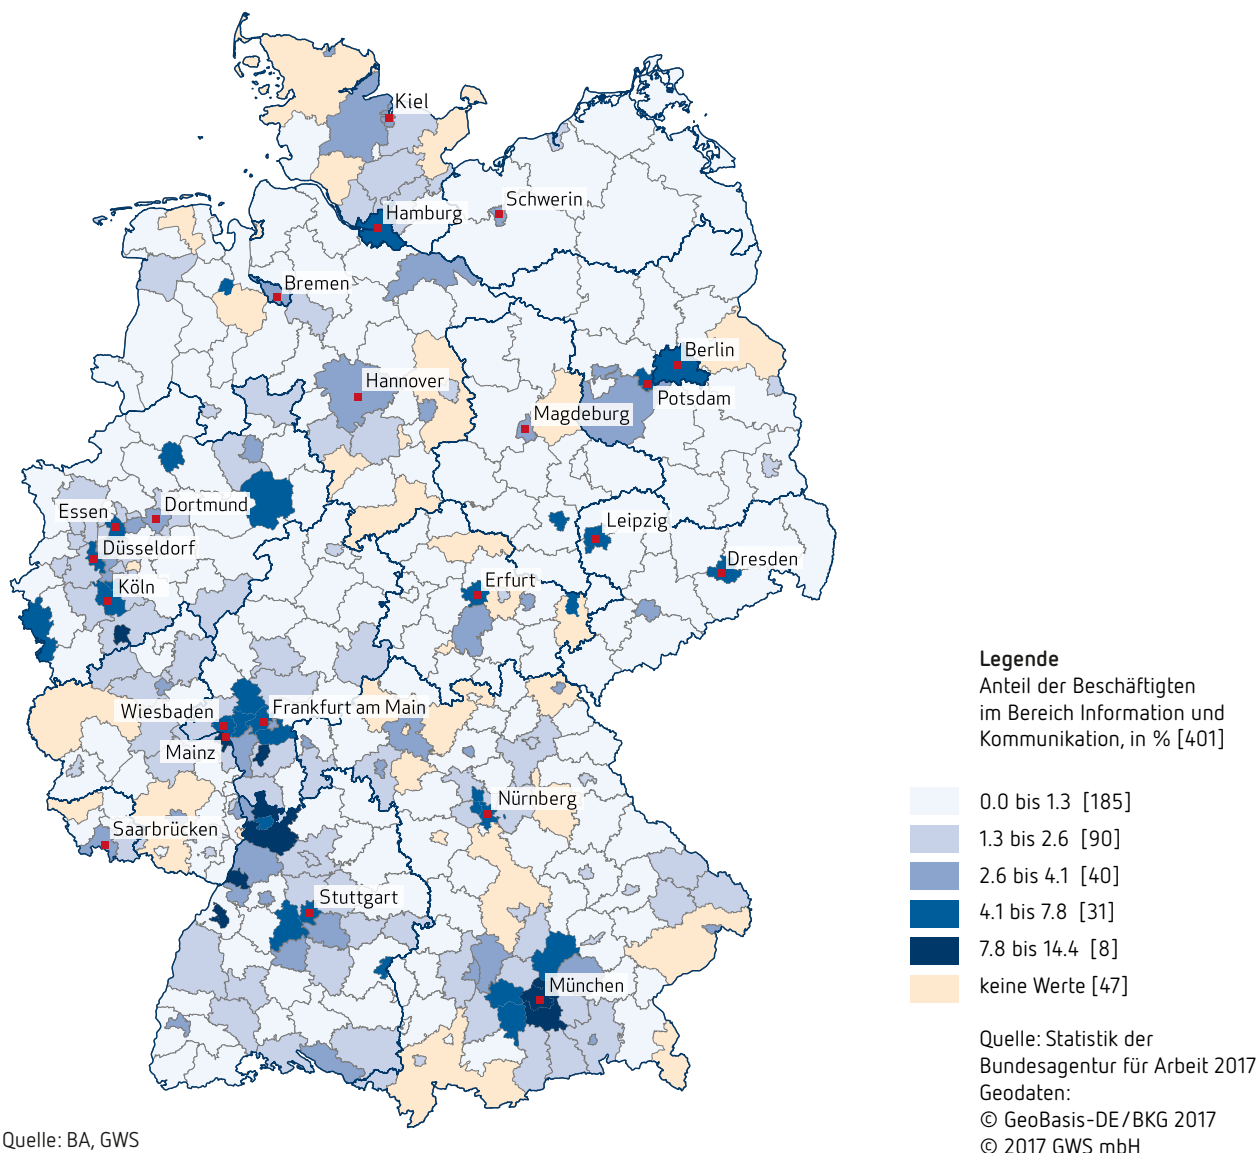 Kiel
Schwerin
Hamburg
Bremen
Berlin
Hannover
Potsdam
Magdeburg
Essen
Dortmund
Leipzig
Düsseldorf
Dresden
Köln
Erfurt
Wiesbaden
Frankfurt am Main
Mainz
Nürnberg
Saarbrücken
Stuttgart
München
Legende
Anteil der Beschäftigten
im Bereich Information und
Kommunikation, in % [401]
0.0 bis 1.3 [185]
1.3 bis 2.6 [90]
2.6 bis 4.1 [40]
4.1 bis 7.8 [31]
7.8 bis 14.4 [8]
keine Werte [47]
Quelle: Statistik der
Bundesagentur für Arbeit 2017
Geodaten:
© GeoBasis-DE/BKG 2017
© 2017 GWS mbH
Quelle: BA, GWS